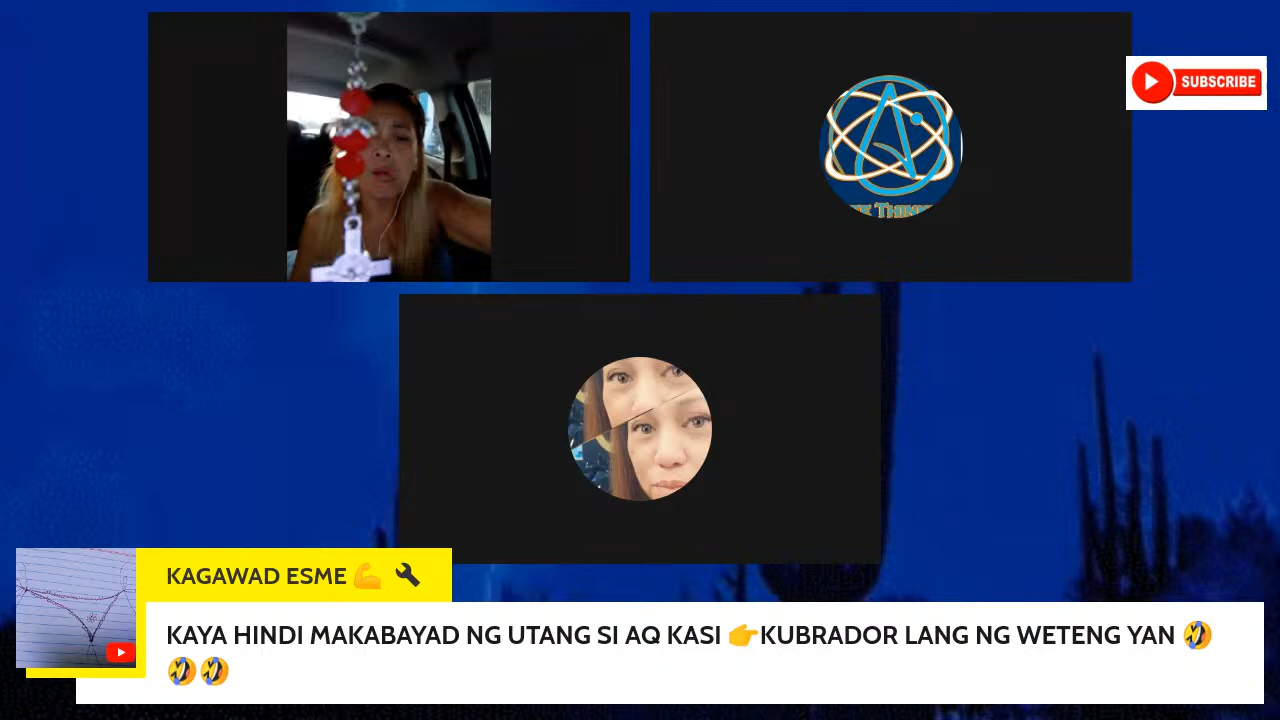 SUBSCRIBE
KAGAWAD ESME 💪 🔧
KAYA HINDI MAKABAYAD NG UTANG SI AQ KASI 👉KUBRADOR LANG NG WETENG YAN 🤣
🤣🤣